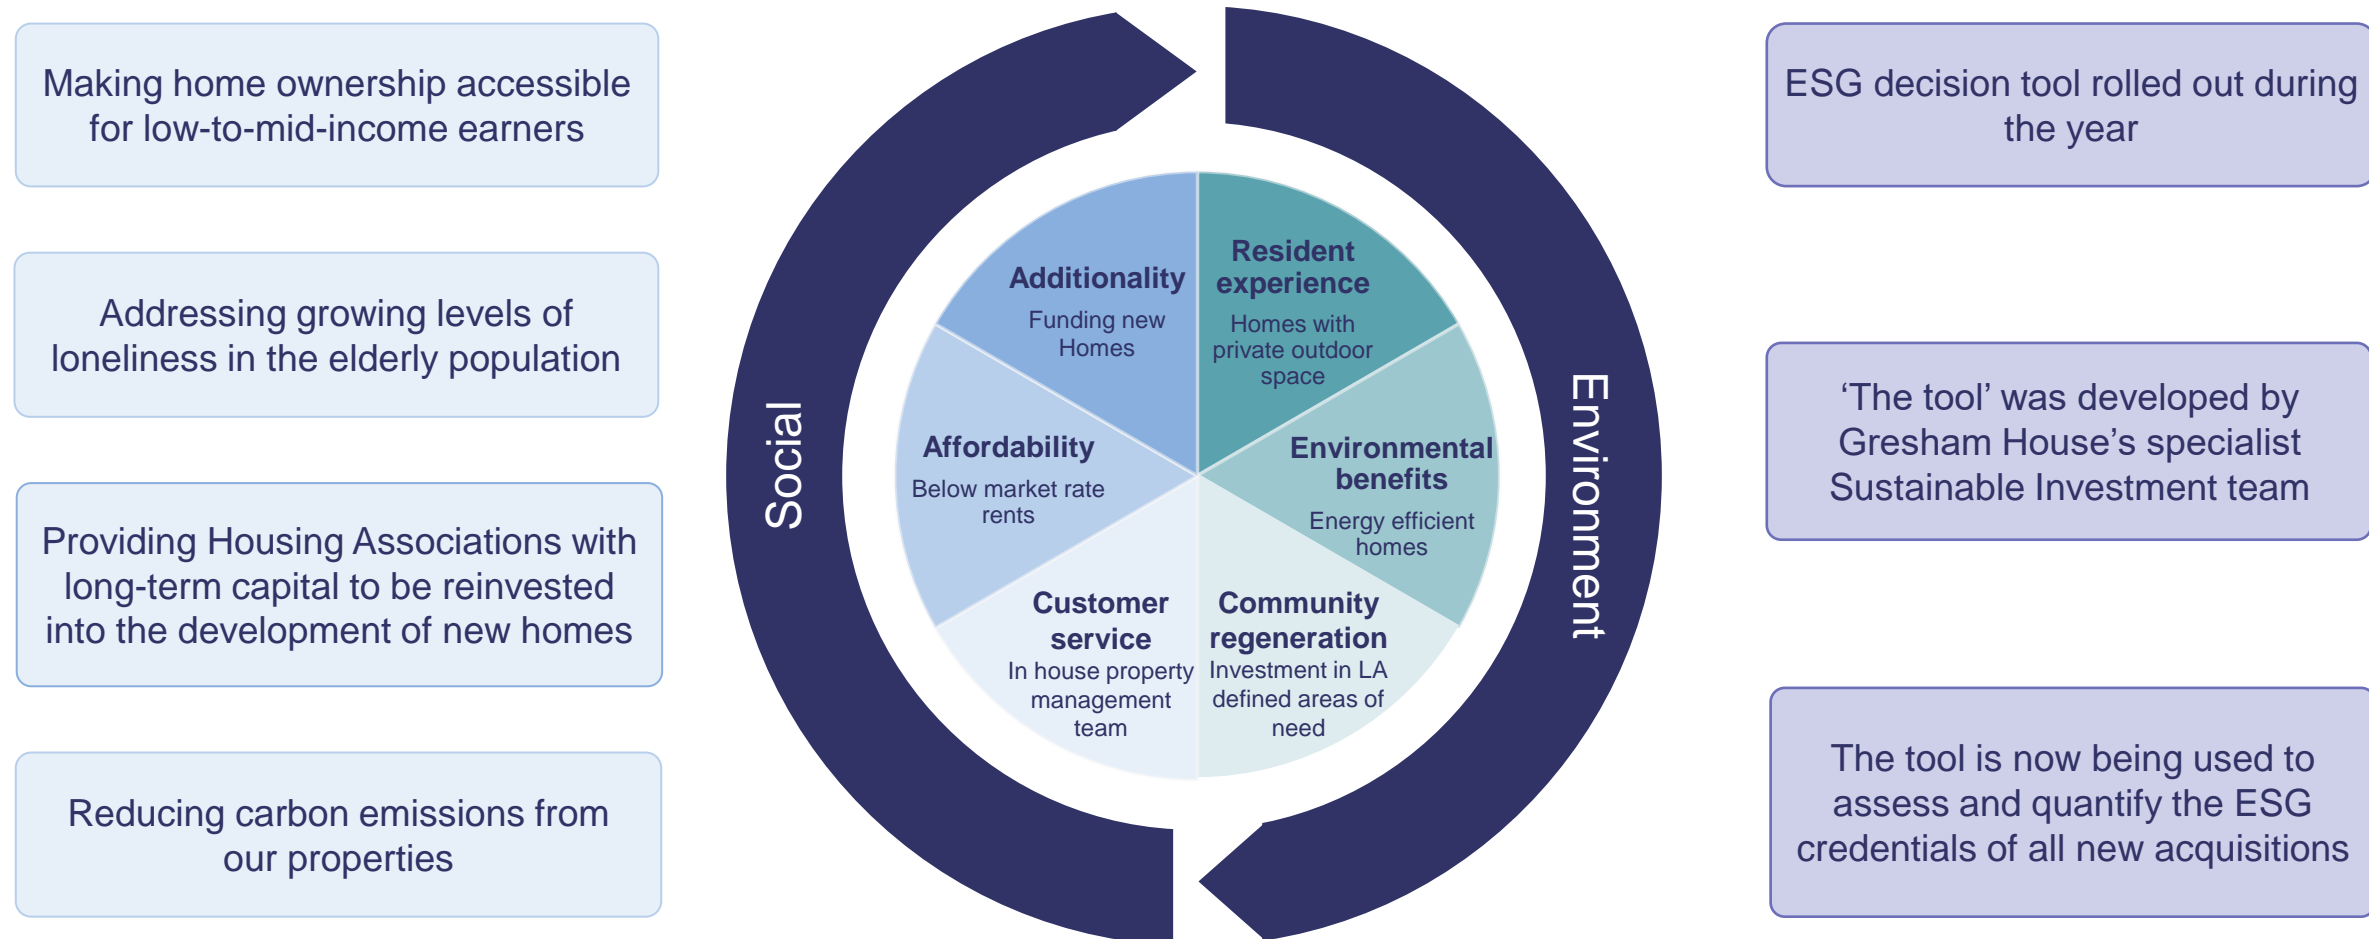 Making home ownership accessible
for low-to-mid-income earners
Addressing growing levels of
loneliness in the elderly population
Providing Housing Associations with
long-term capital to be reinvested
into the development of new homes
Reducing carbon emissions from
our properties
Social
Additionality
Funding new
Homes
Affordability
Below market rate
rents
Customer
service
In house property
management
team
Resident
experience
Homes with
private outdoor
space
Environmental
benefits
Energy efficient
homes
Community
regeneration
Investment in LA
defined areas of
need
Environment
ESG decision tool rolled out during
the year
‘The tool’ was developed by
Gresham House’s specialist
Sustainable Investment team
The tool is now being used to
assess and quantify the ESG
credentials of all new acquisitions